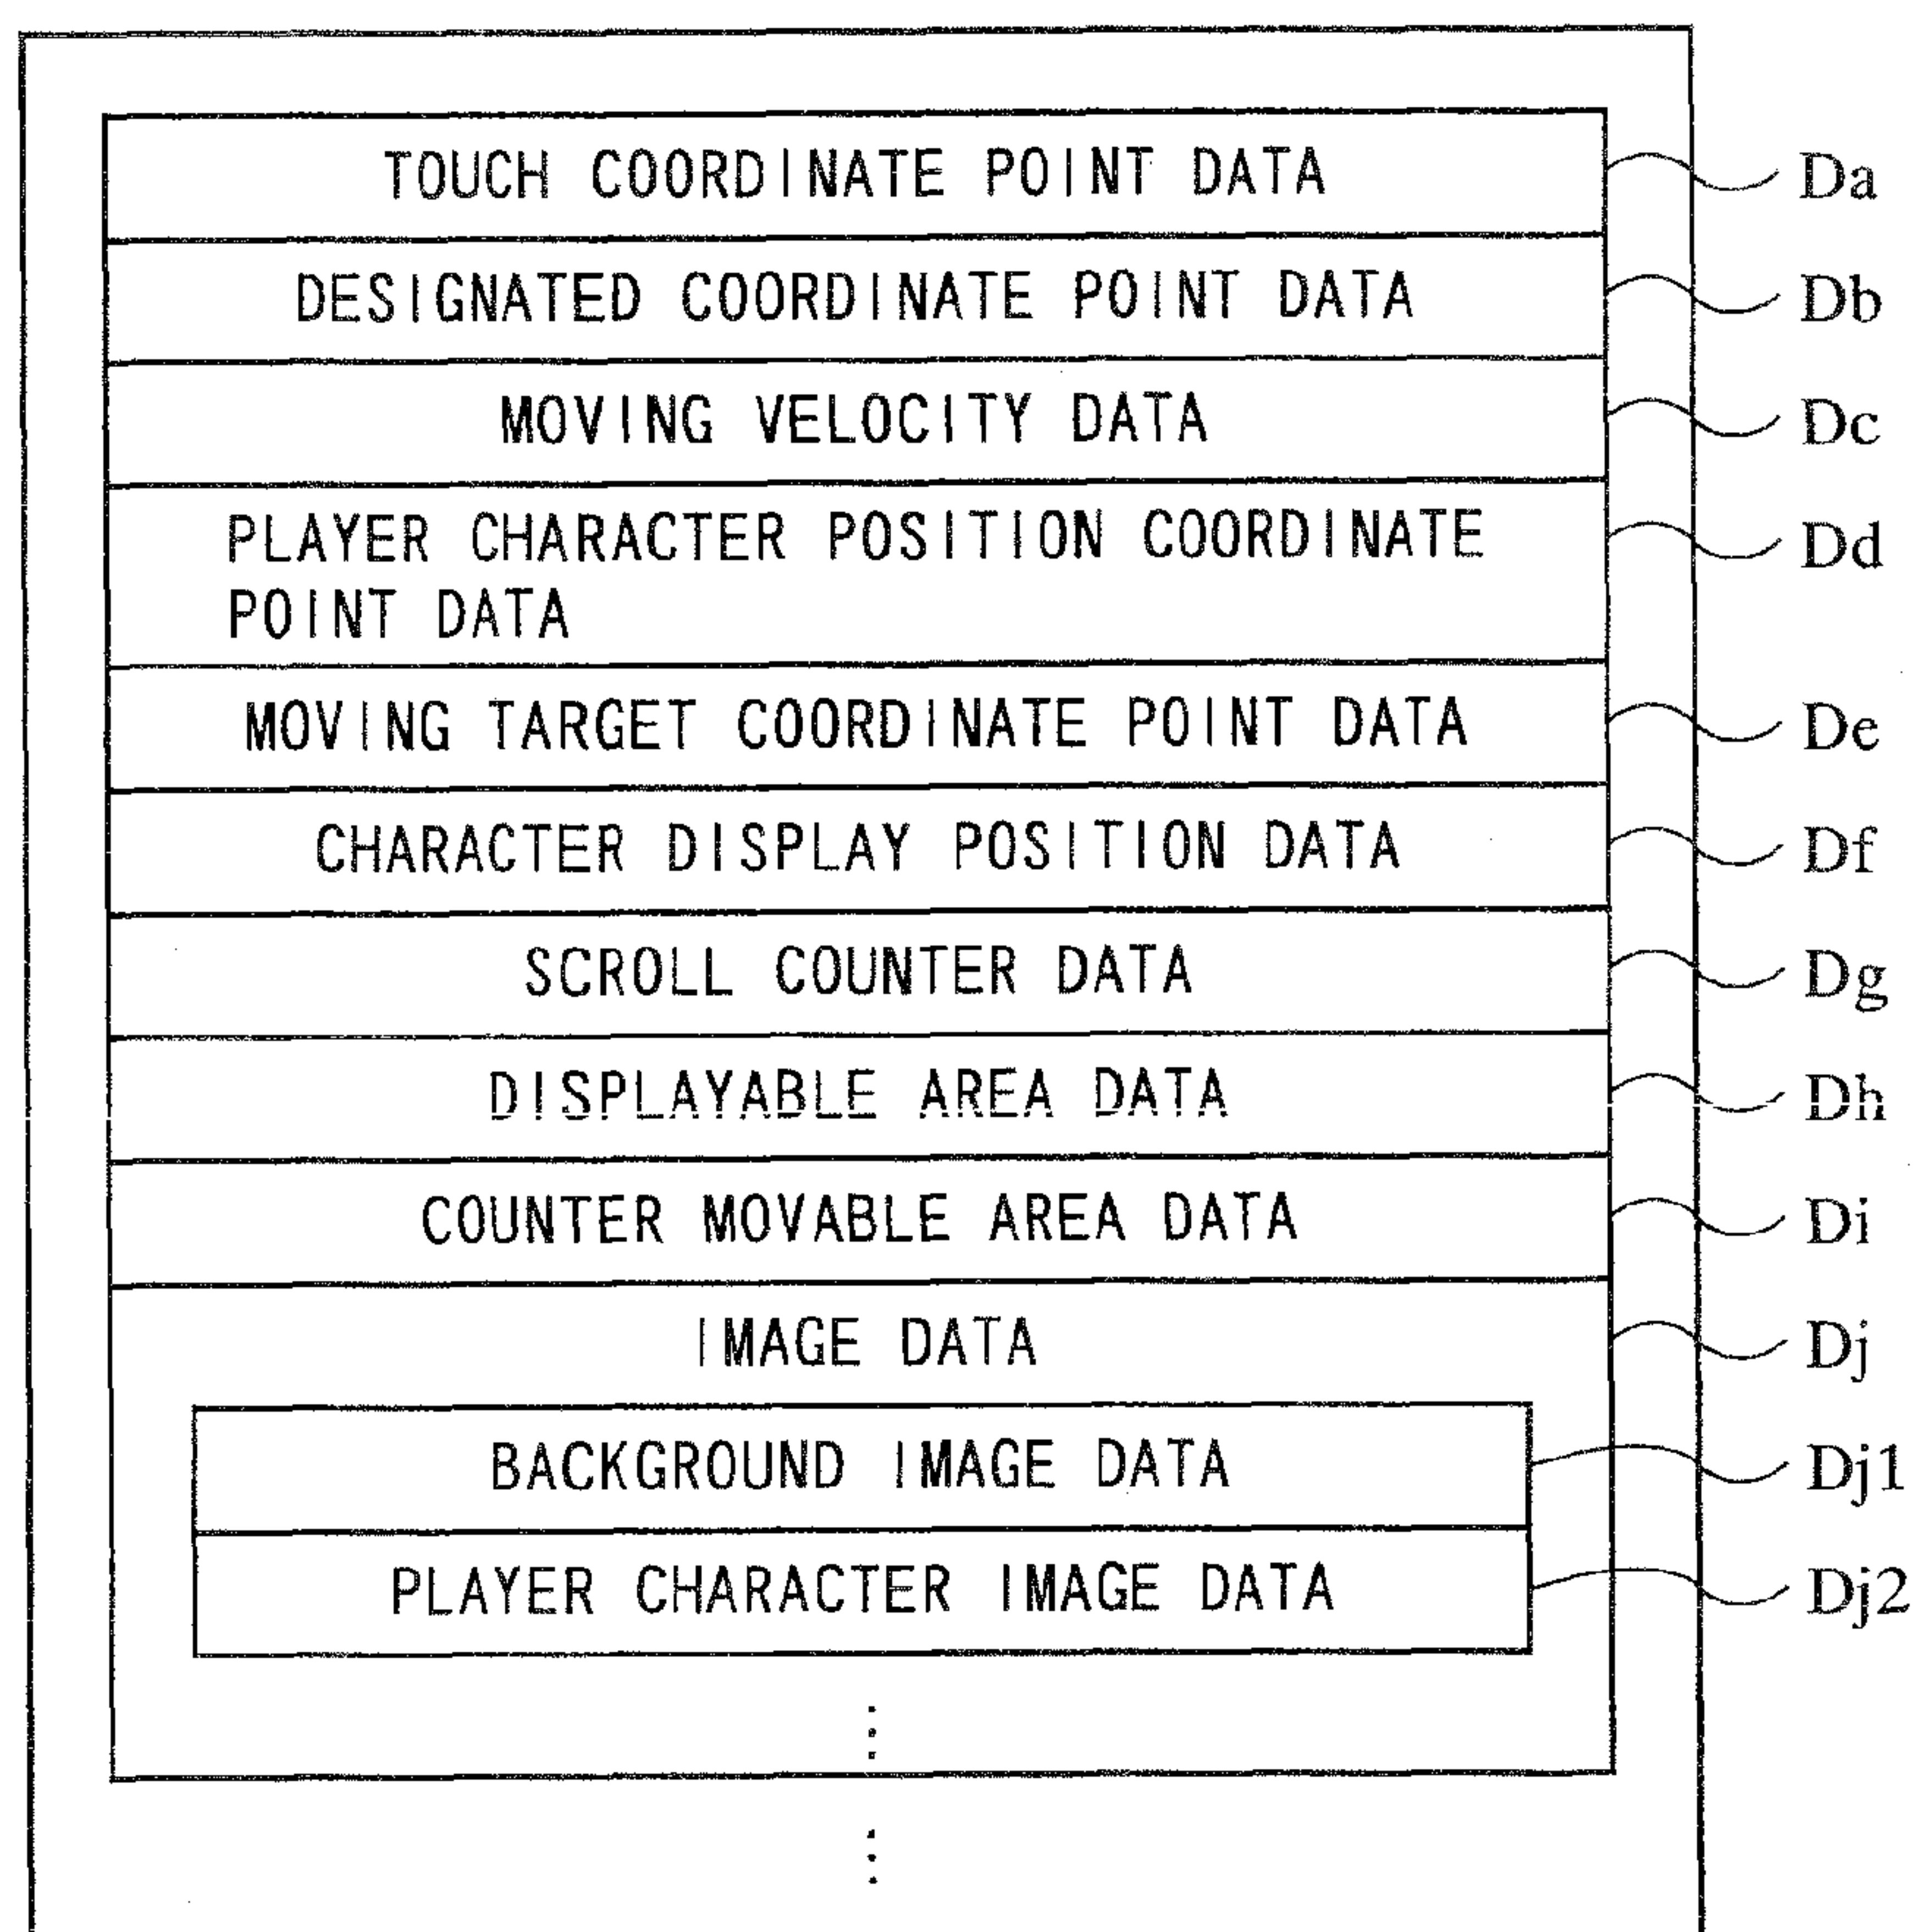 TOUCH COORDINATE POINT DATA Da
DESIGNATED COORDINATE POINT DATA Db
MOVING VELOCITY DATA Dc
PLAYER CHARACTER POSITION COORDINATE Dd
POINT DATA
MOVING TARGET COORDINATE POINT DATA De
CHARACTER DISPLAY POSITION DATA Df
SCROLL COUNTER DATA Dg
DISPLAYABLE AREA DATA Dh
COUNTER MOVABLE AREA DATA Di
IMAGE DATA Dj
BACKGROUND IMAGE DATA Dj1
PLAYER CHARACTER IMAGE DATA Dj2